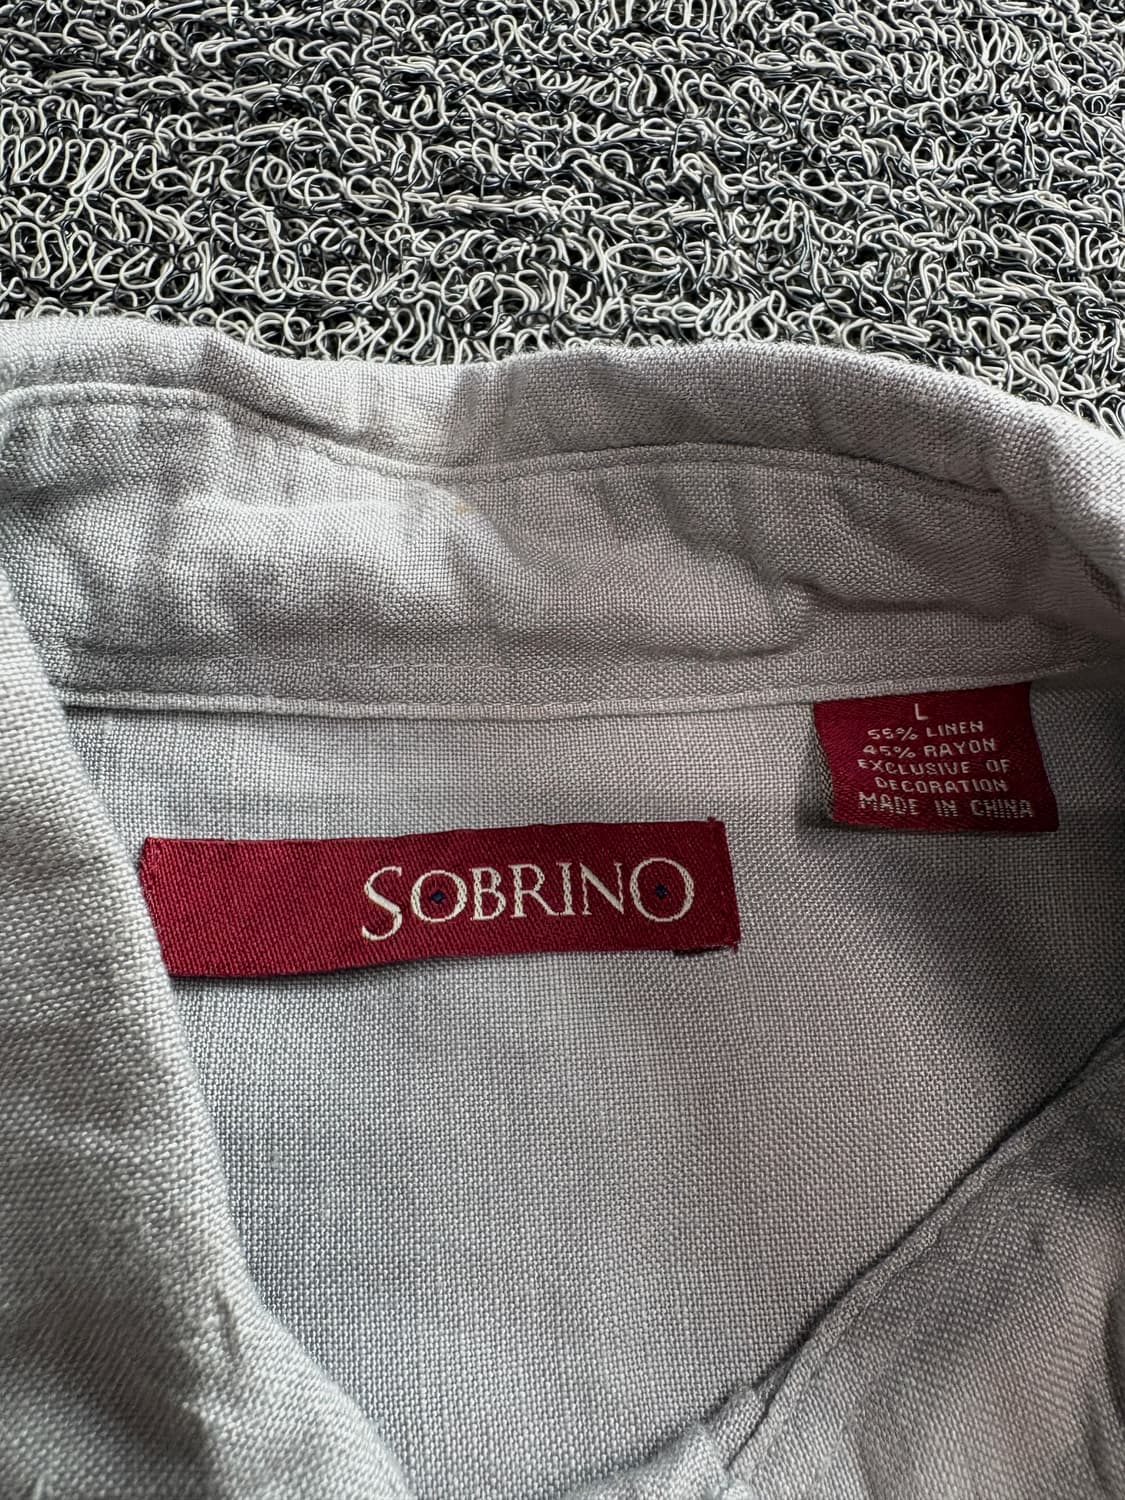 L
55% LINEN
45% RAYON
EXCLUSIVE OF
DECORATION
MADE IN CHINA
SOBRINO